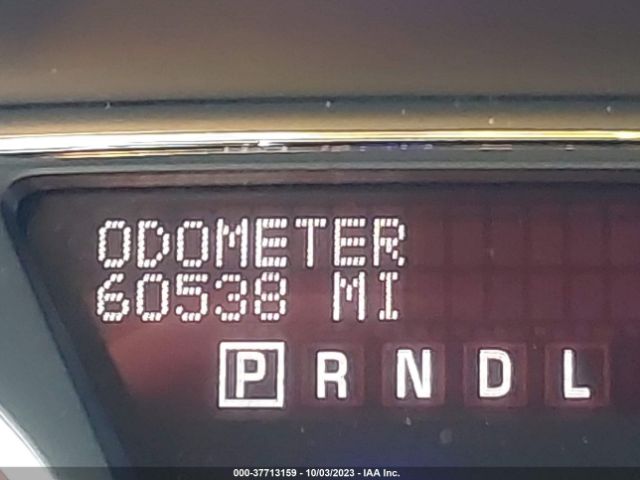 ODOMETER
60538 MI
P R N D L
000-37713159 - 10/03/2023 - IAA Inc.